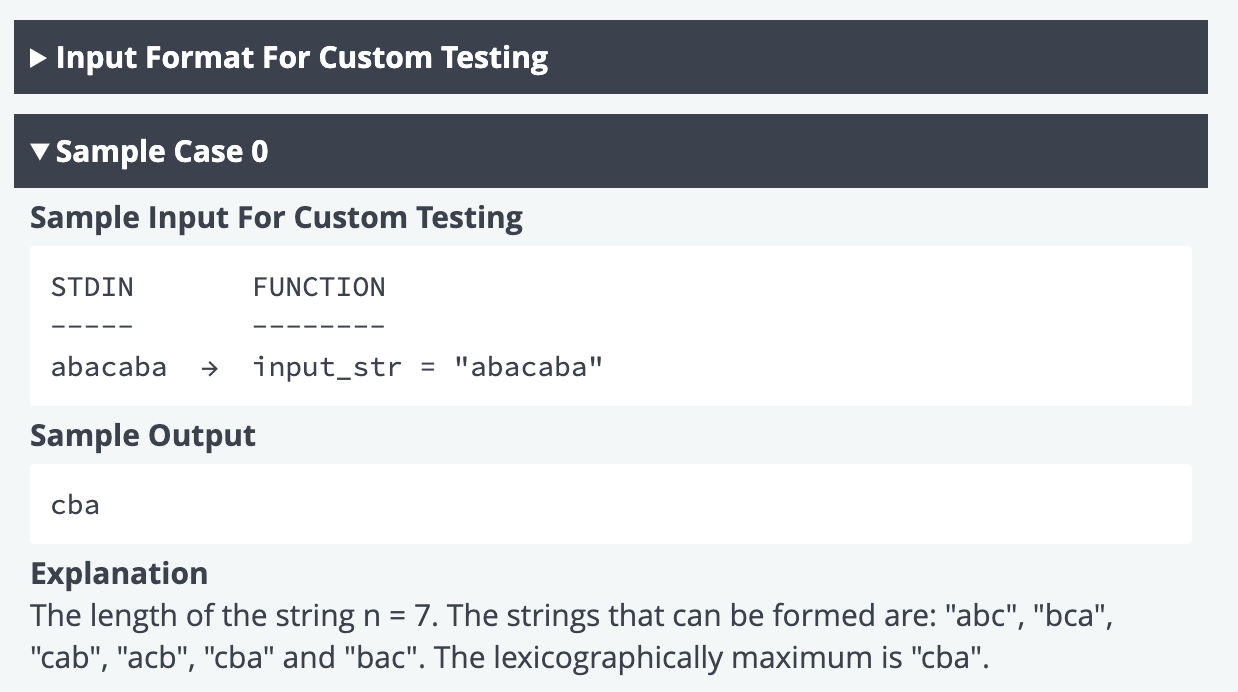 ▶ Input Format For Custom Testing
▼ Sample Case 0
Sample Input For Custom Testing
STDIN       FUNCTION
-----       --------
abacaba  →  input_str = "abacaba"
Sample Output
cba
Explanation
The length of the string n = 7. The strings that can be formed are: "abc", "bca",
"cab", "acb", "cba" and "bac". The lexicographically maximum is "cba".